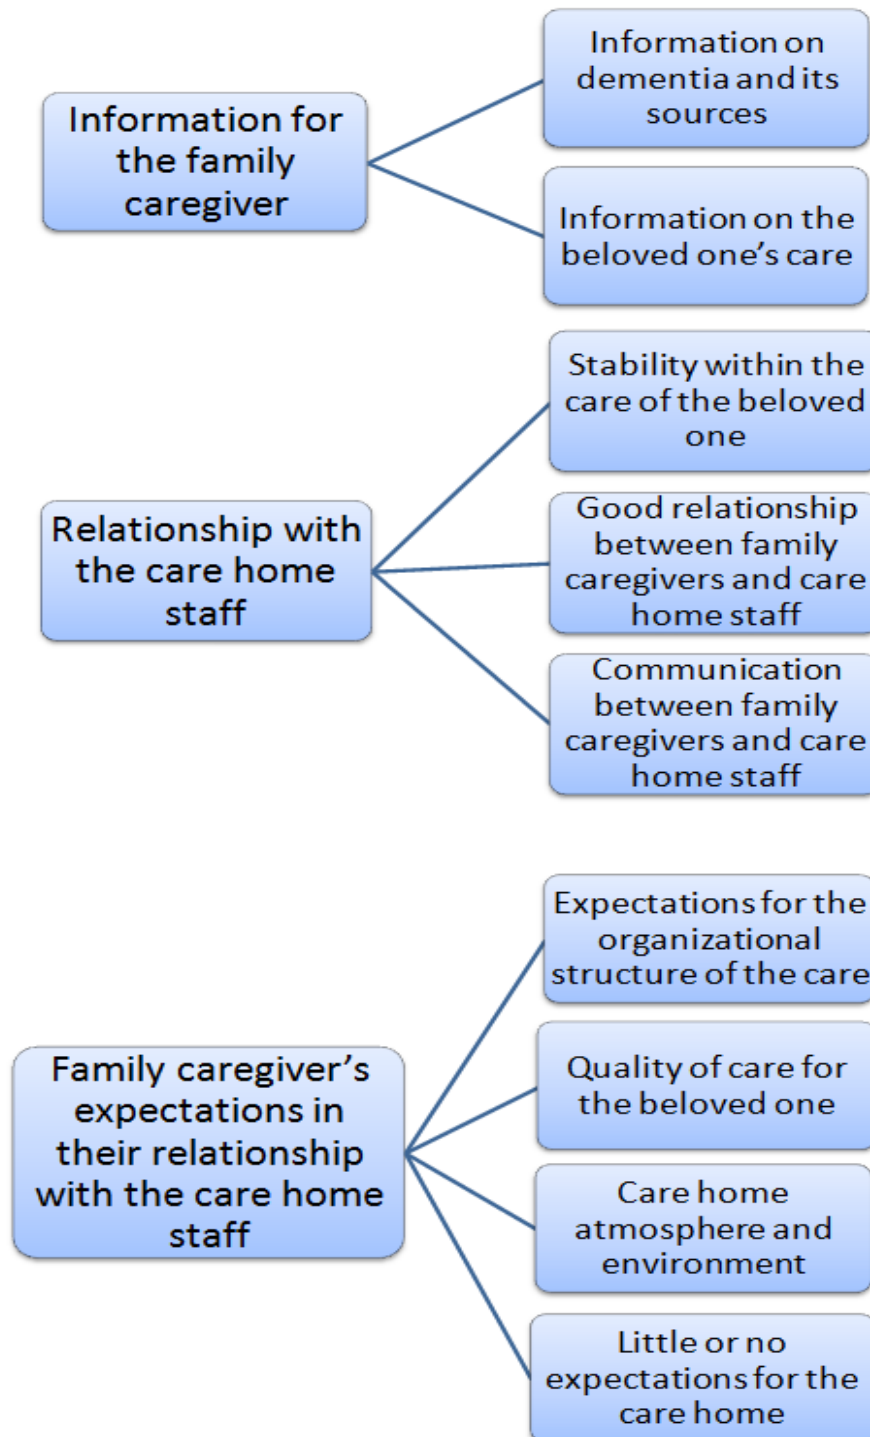 Information for
the family
caregiver
Information on
dementia and its
sources
Information on the
beloved one's care
Relationship with
the care home
staff
Stability within the
care of the beloved
one
Good relationship
between family
caregivers and care
home staff
Communication
between family
caregivers and care
home staff
Family caregiver's
expectations in
their relationship
with the care home
staff
Expectations for the
organizational
structure of the care
Quality of care for
the beloved one
Care home
atmosphere and
environment
Little or no
expectations for the
care home